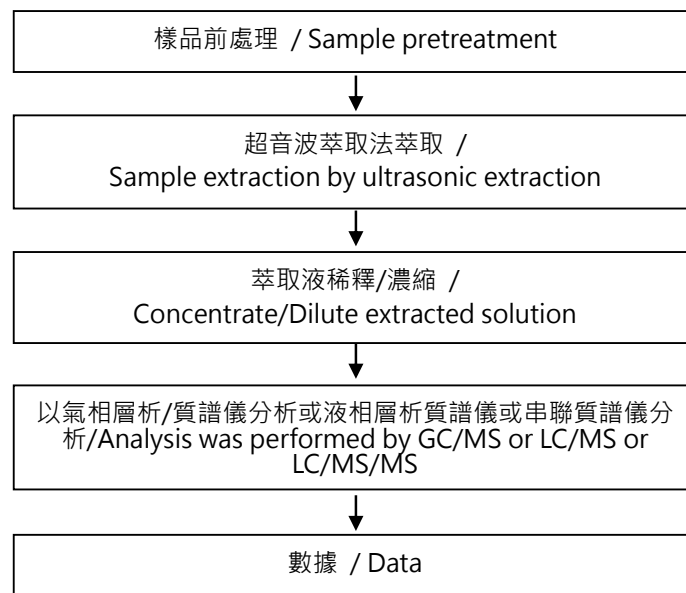 樣品前處理 / Sample pretreatment
超音波萃取法萃取 /
Sample extraction by ultrasonic extraction
萃取液稀釋/濃縮 /
Concentrate/Dilute extracted solution
以氣相層析/質譜儀分析或液相層析質譜儀或串聯質譜儀分
析/Analysis was performed by GC/MS or LC/MS or
LC/MS/MS
數據 / Data